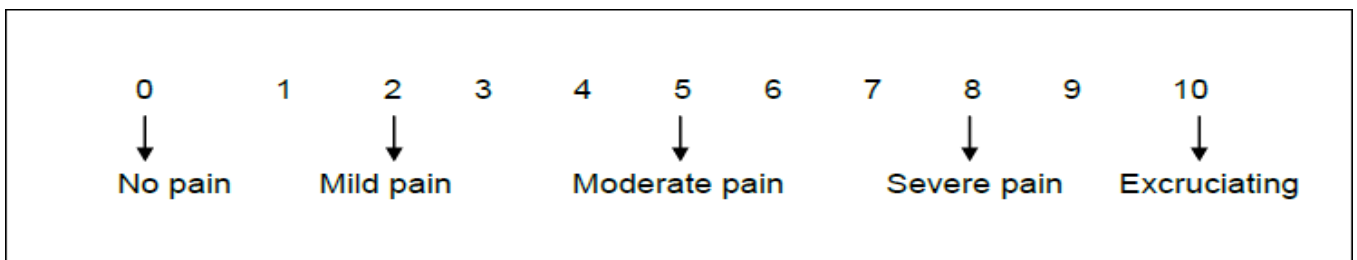 0 1 2 3 4 5 6 7 8 9 10
No pain Mild pain Moderate pain Severe pain Excruciating